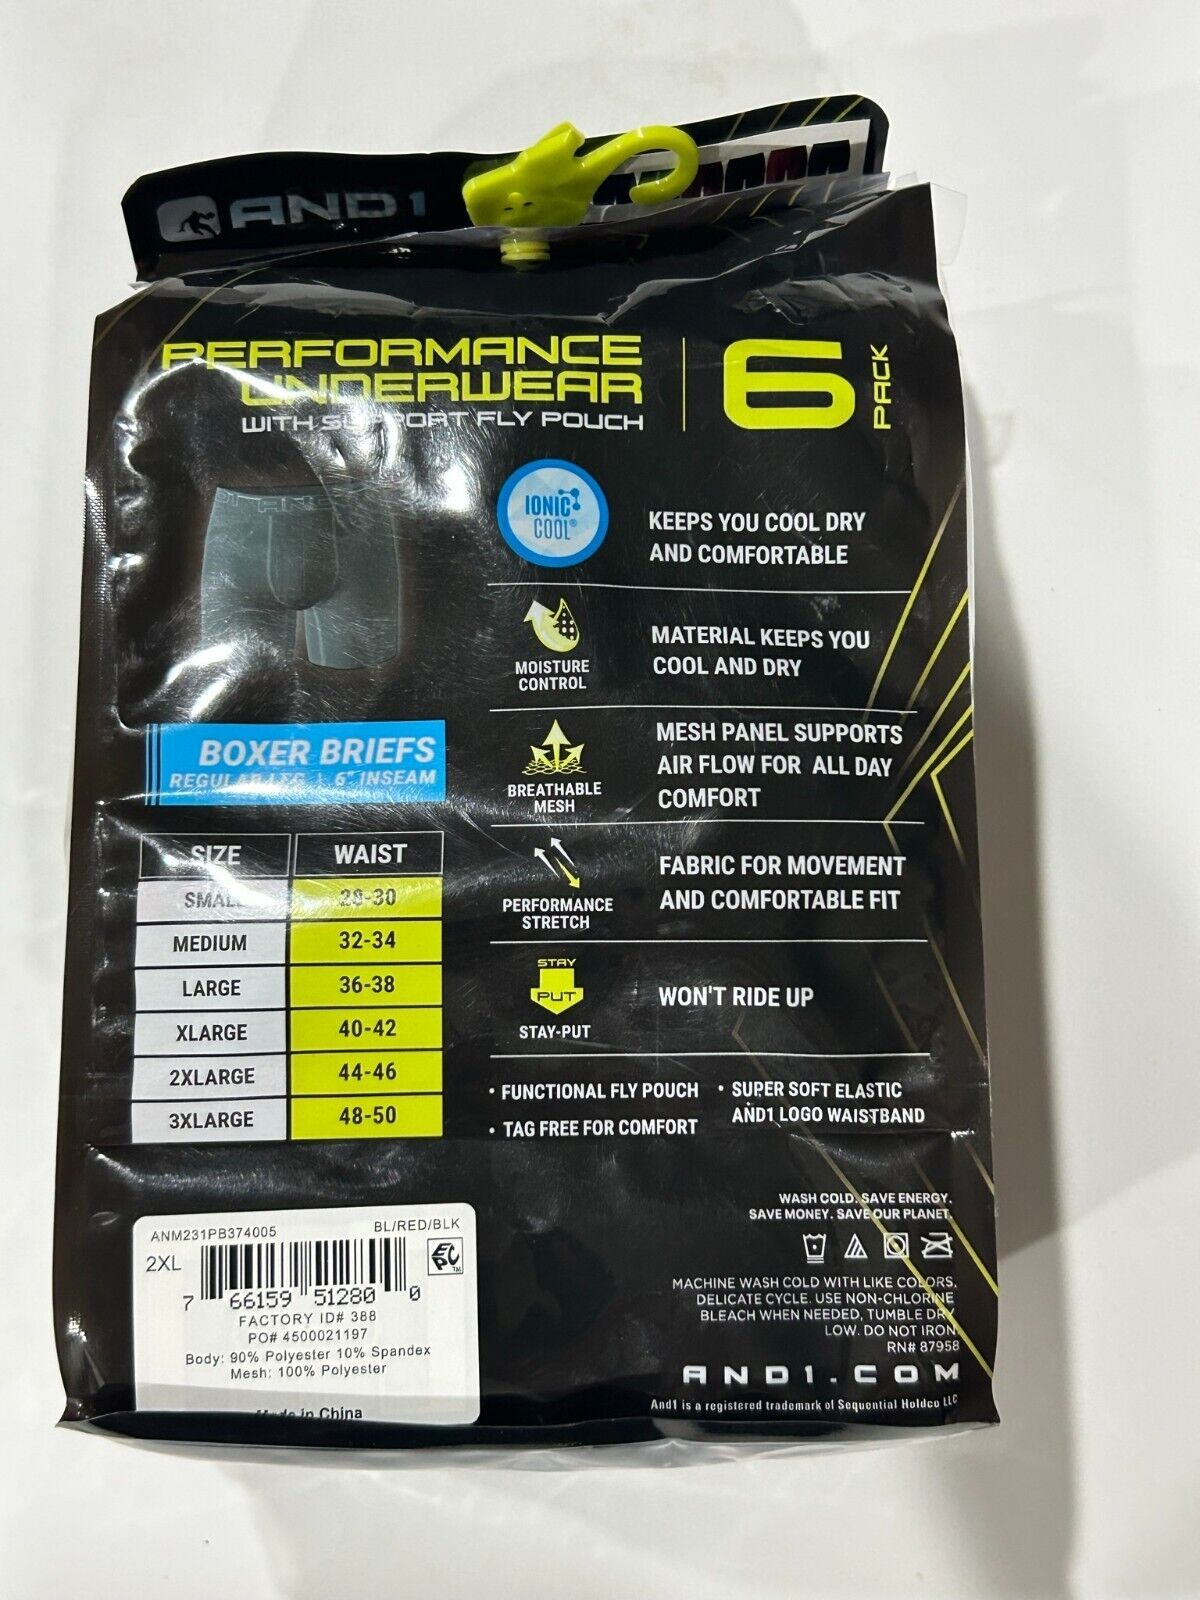 AND1
PERFORMANCE
UNDERWEAR
WITH SUPPORT FLY POUCH
6
PACK
IONIC
COOL®
KEEPS YOU COOL DRY
AND COMFORTABLE
MOISTURE
CONTROL
MATERIAL KEEPS YOU
COOL AND DRY
BREATHABLE
MESH
MESH PANEL SUPPORTS
AIR FLOW FOR ALL DAY
COMFORT
PERFORMANCE
STRETCH
FABRIC FOR MOVEMENT
AND COMFORTABLE FIT
STAY
PUT
STAY-PUT
WON'T RIDE UP
• FUNCTIONAL FLY POUCH
• TAG FREE FOR COMFORT
• SUPER SOFT ELASTIC
AND1 LOGO WAISTBAND
BOXER BRIEFS
REGULAR LEG | 6" INSEAM
SIZE WAIST
SMALL 28-30
MEDIUM 32-34
LARGE 36-38
XLARGE 40-42
2XLARGE 44-46
3XLARGE 48-50
ANM231PB374005 BL/RED/BLK
2XL
EPC™
7 66159 51280 0
FACTORY ID# 388
PO# 4500021197
Body: 90% Polyester 10% Spandex
Mesh: 100% Polyester
Made in China
WASH COLD. SAVE ENERGY.
SAVE MONEY. SAVE OUR PLANET.
MACHINE WASH COLD WITH LIKE COLORS,
DELICATE CYCLE. USE NON-CHLORINE
BLEACH WHEN NEEDED, TUMBLE DRY
LOW. DO NOT IRON
RN# 87958
AND1.COM
And1 is a registered trademark of Sequential Holdco LLC